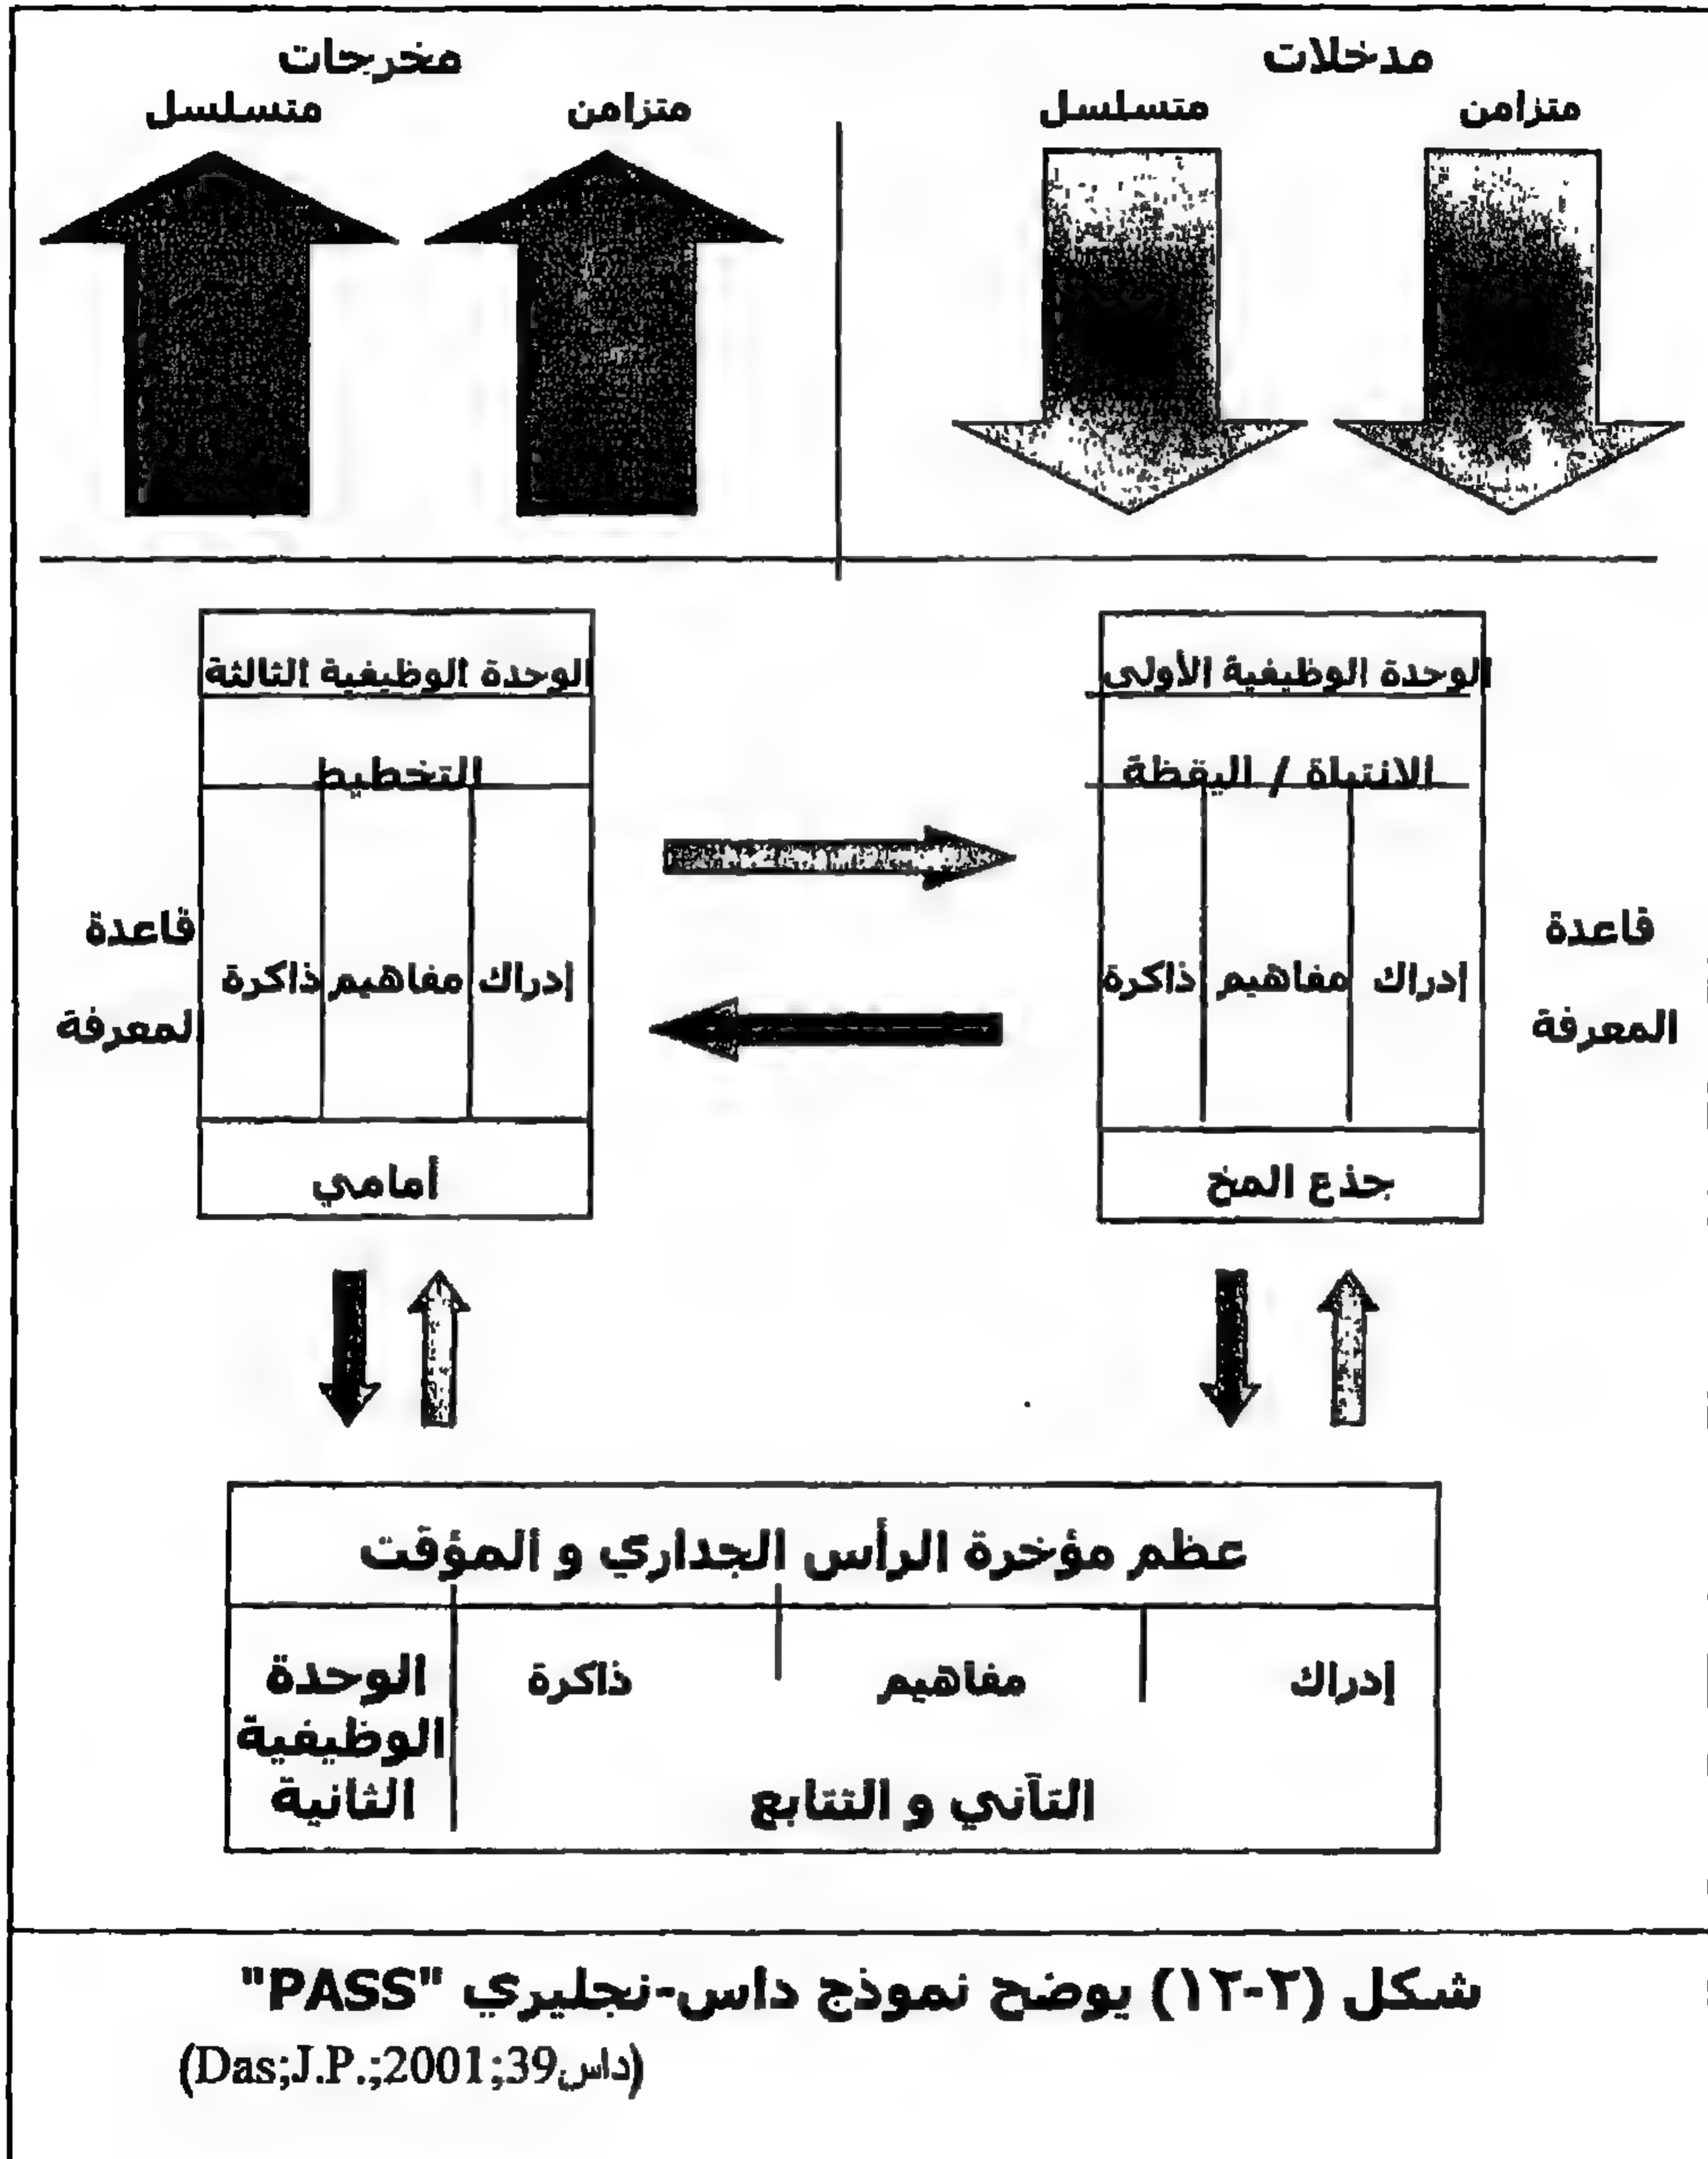 مدخلات
متزامن متسلسل
مخرجات
متزامن متسلسل
الوحدة الوظيفية الأولى
الانتباة / اليقظة
إدراك مفاهيم ذاكرة
جذع المخ
قاعدة
المعرفة
الوحدة الوظيفية الثالثة
التخطيط
إدراك مفاهيم ذاكرة
أمامي
قاعدة
لمعرفة
عظم مؤخرة الرأس الجداري و المؤقت
إدراك مفاهيم ذاكرة
التآني و التتابع
الوحدة
الوظيفية
الثانية
شكل (٢-١٢) يوضح نموذج داس-نجليري "PASS"
(داس;Das;J.P.;2001;39)